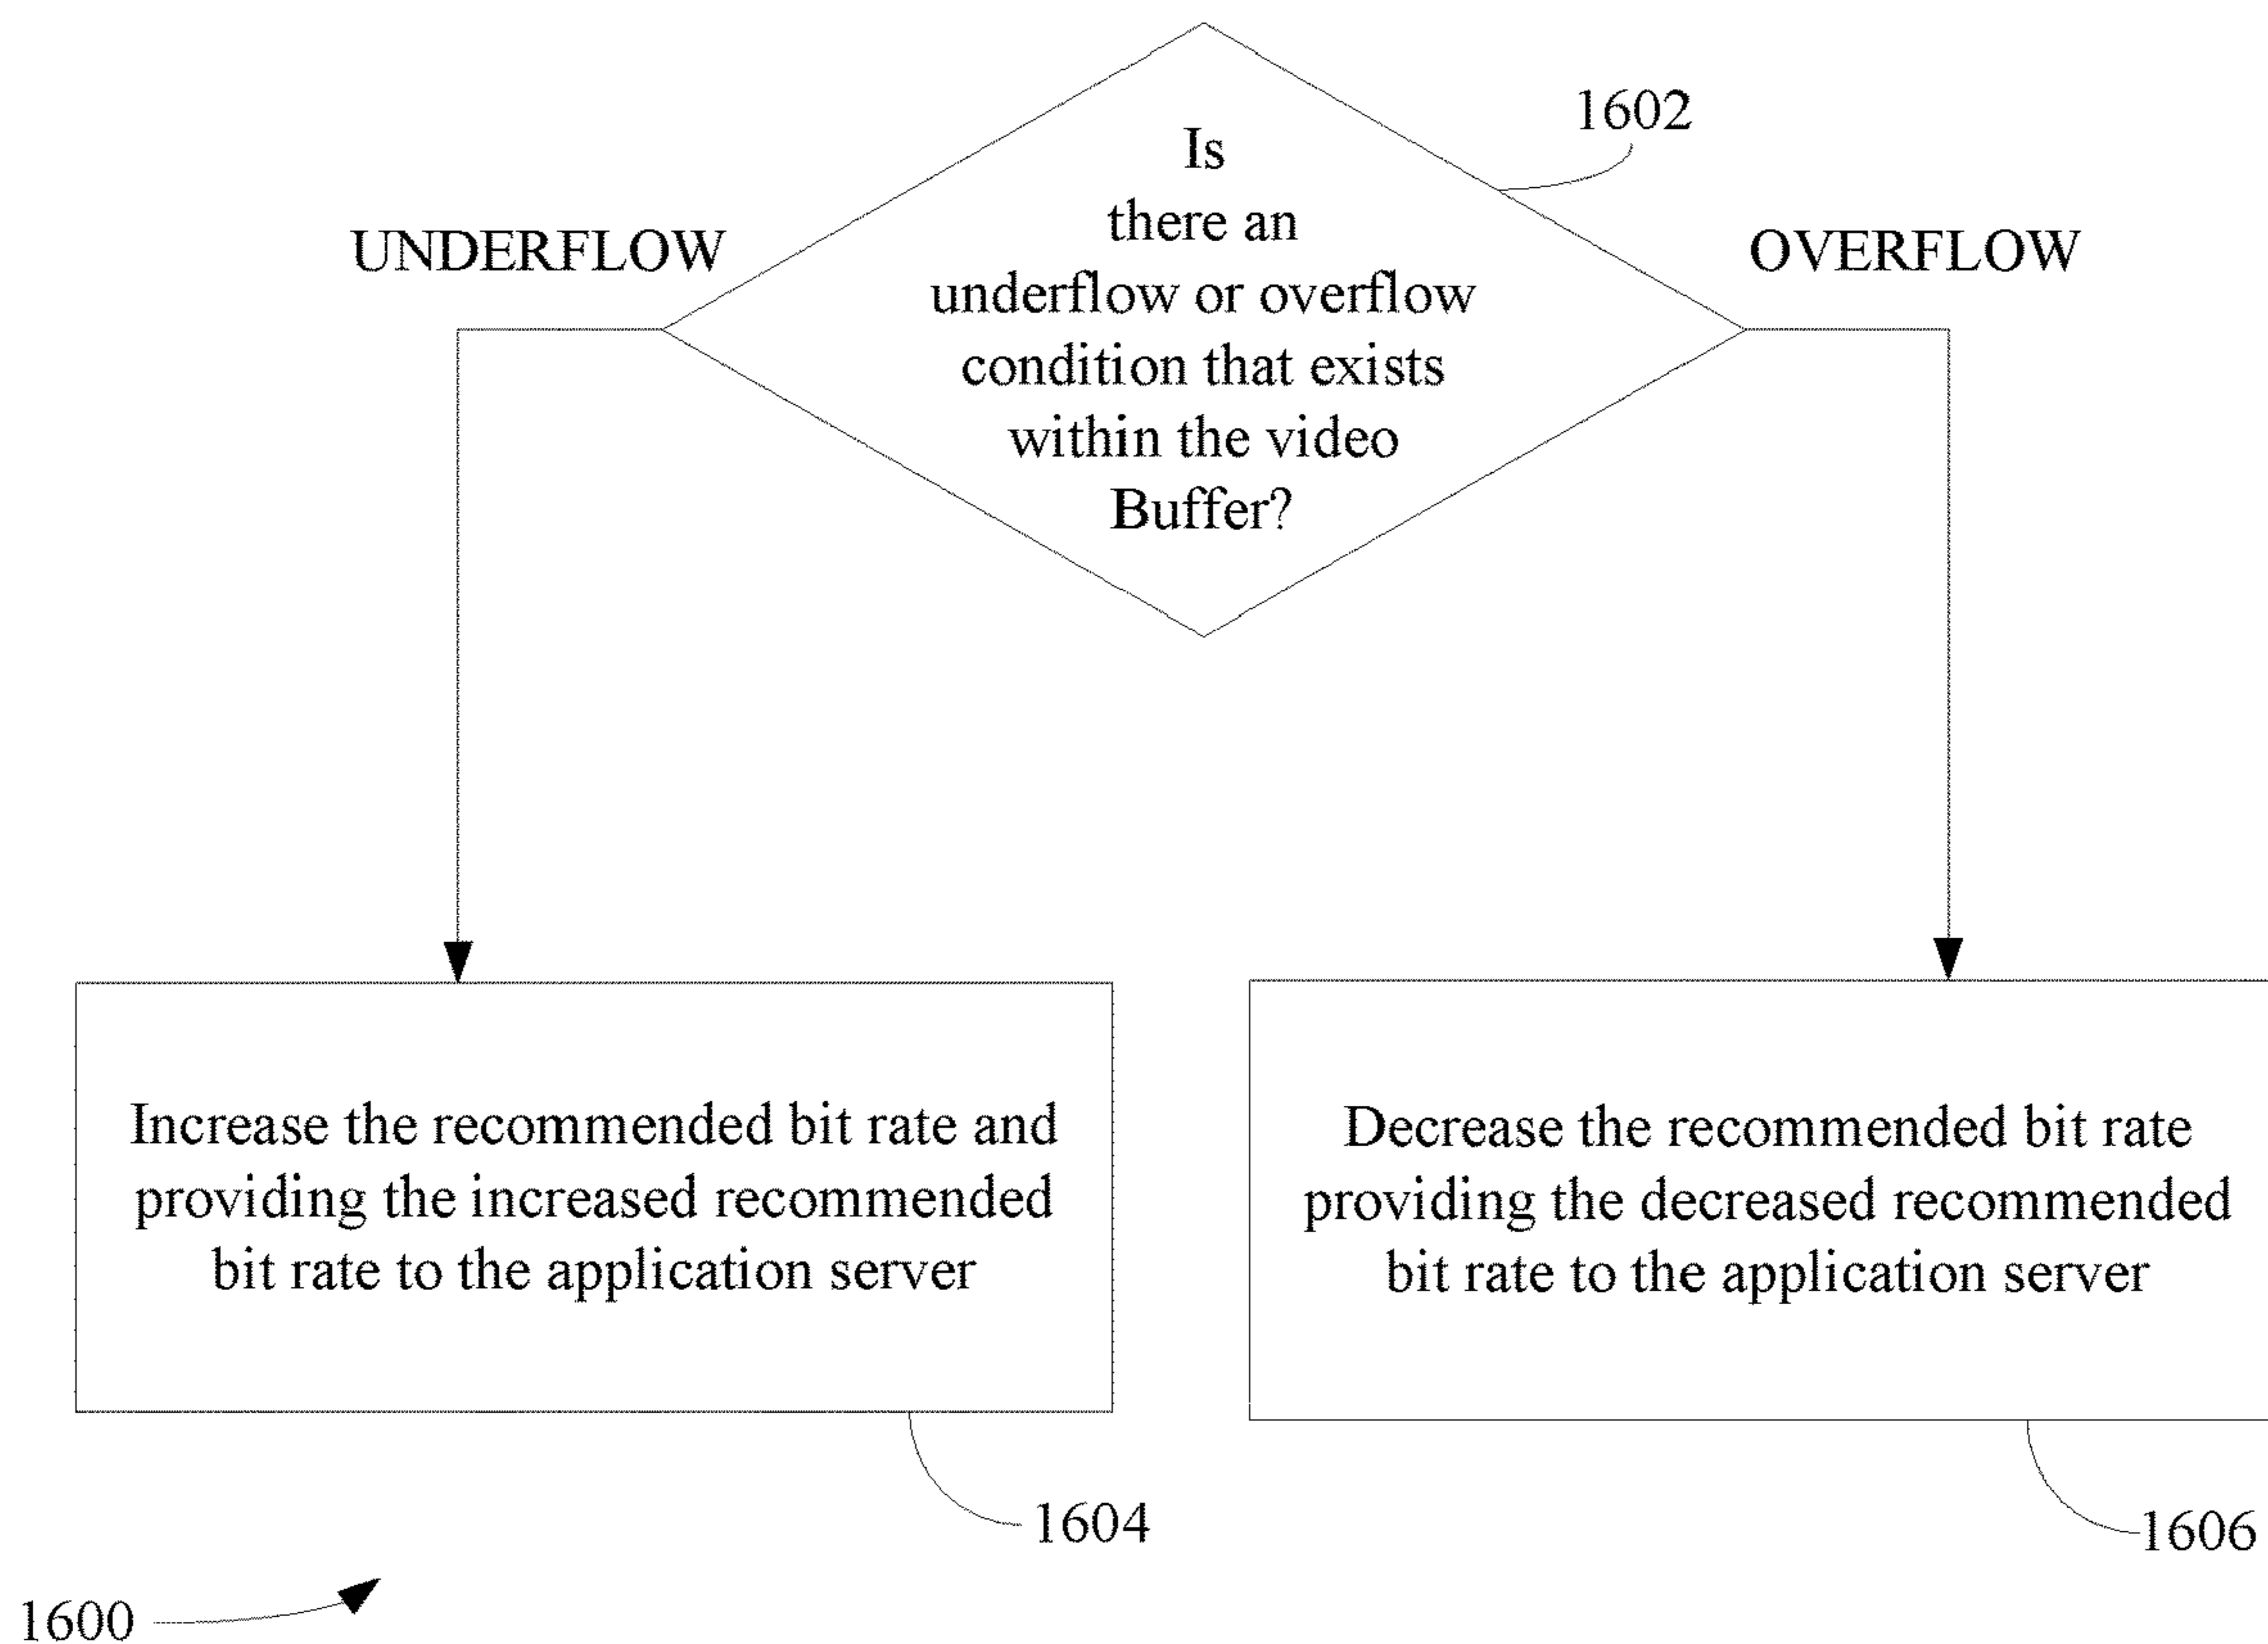 1602
Is
there an
underflow or overflow
condition that exists
within the video
Buffer?
UNDERFLOW
OVERFLOW
Increase the recommended bit rate and
providing the increased recommended
bit rate to the application server
1604
Decrease the recommended bit rate
providing the decreased recommended
bit rate to the application server
1606
1600